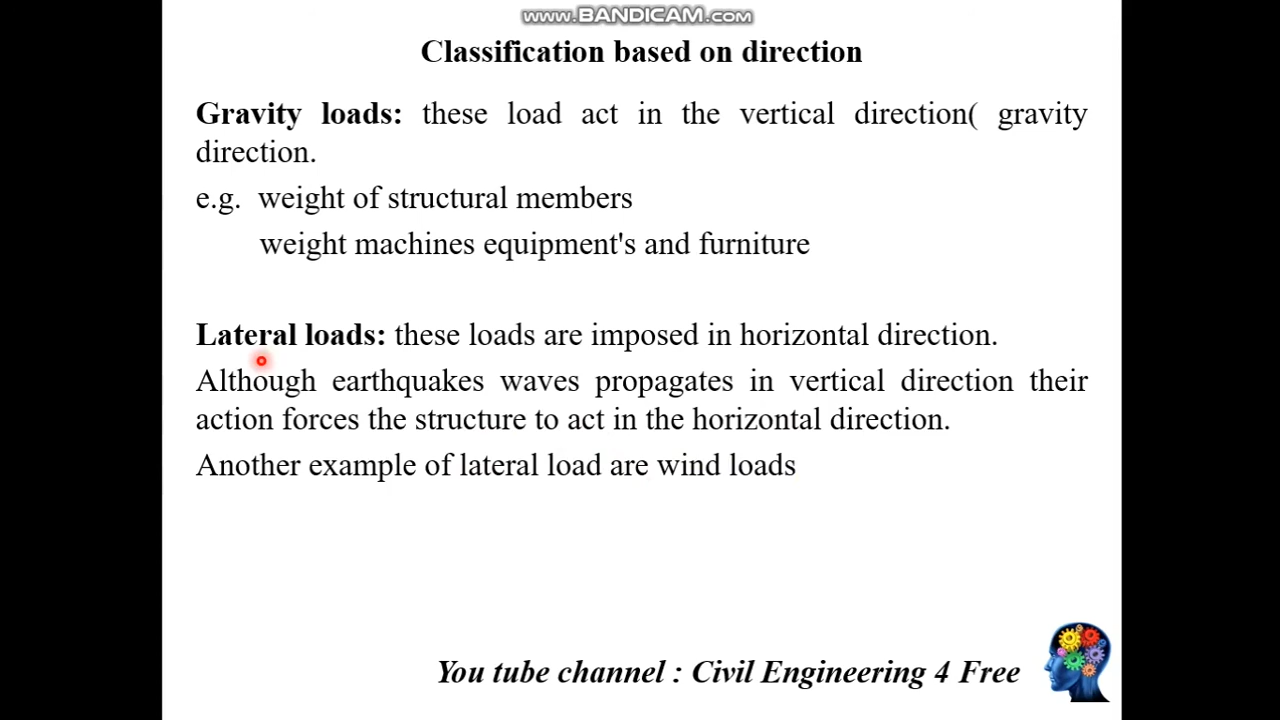 www.BANDICAM.com
Classification based on direction
Gravity loads: these load act in the vertical direction( gravity
direction.
e.g. weight of structural members
weight machines equipment's and furniture
Lateral loads: these loads are imposed in horizontal direction.
Although earthquakes waves propagates in vertical direction their
action forces the structure to act in the horizontal direction.
Another example of lateral load are wind loads
You tube channel : Civil Engineering 4 Free